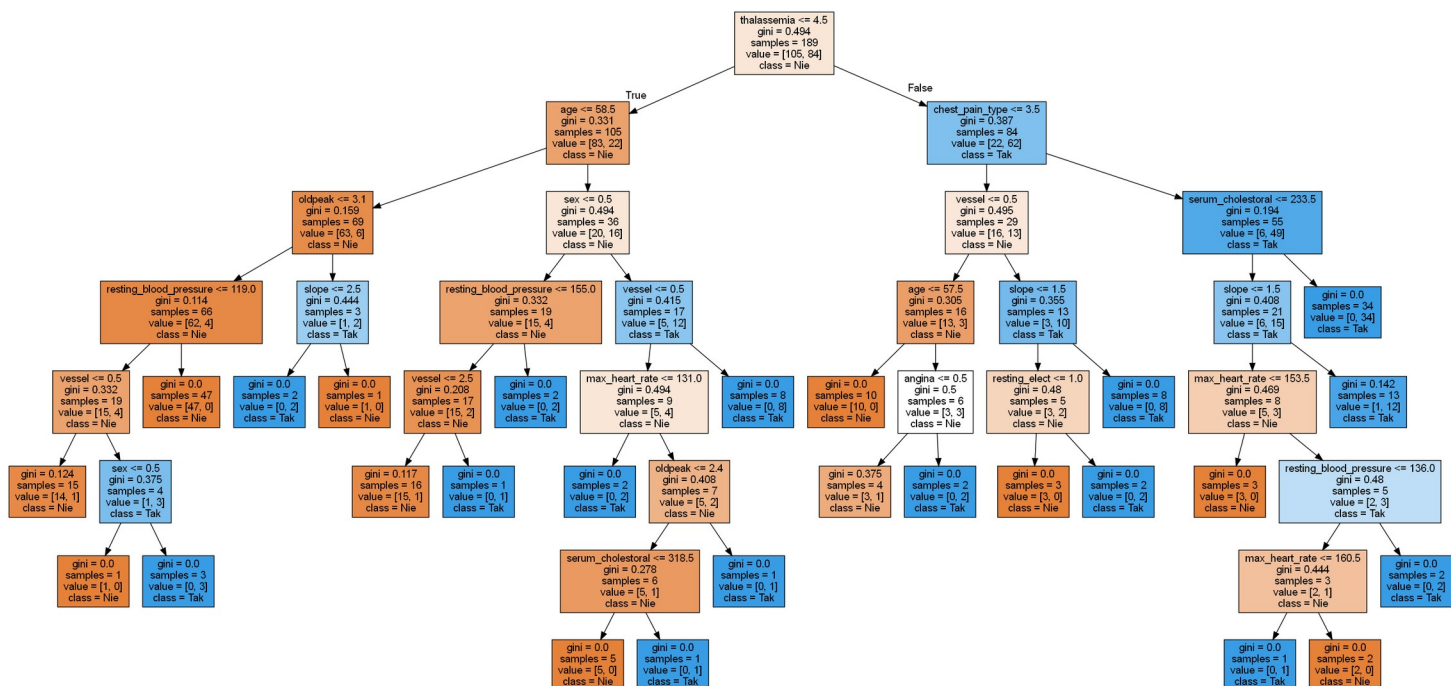 thalassemia <= 4.5
gini = 0.494
samples = 189
value = [105, 84]
class = Nie
True
False
age <= 58.5
gini = 0.331
samples = 105
value = [83, 22]
class = Nie
chest_pain_type <= 3.5
gini = 0.387
samples = 84
value = [22, 62]
class = Tak
oldpeak <= 3.1
gini = 0.159
samples = 69
value = [63, 6]
class = Nie
sex <= 0.5
gini = 0.494
samples = 36
value = [20, 16]
class = Nie
vessel <= 0.5
gini = 0.495
samples = 29
value = [16, 13]
class = Nie
serum_cholestoral <= 233.5
gini = 0.194
samples = 55
value = [6, 49]
class = Tak
resting_blood_pressure <= 119.0
gini = 0.114
samples = 66
value = [62, 4]
class = Nie
slope <= 2.5
gini = 0.444
samples = 3
value = [1, 2]
class = Tak
resting_blood_pressure <= 155.0
gini = 0.332
samples = 19
value = [15, 4]
class = Nie
vessel <= 0.5
gini = 0.415
samples = 17
value = [5, 12]
class = Tak
age <= 57.5
gini = 0.305
samples = 16
value = [13, 3]
class = Nie
slope <= 1.5
gini = 0.355
samples = 13
value = [3, 10]
class = Tak
slope <= 1.5
gini = 0.408
samples = 21
value = [6, 15]
class = Tak
gini = 0.0
samples = 34
value = [0, 34]
class = Tak
vessel <= 0.5
gini = 0.332
samples = 19
value = [15, 4]
class = Nie
gini = 0.0
samples = 47
value = [47, 0]
class = Nie
gini = 0.0
samples = 2
value = [0, 2]
class = Tak
gini = 0.0
samples = 1
value = [1, 0]
class = Nie
vessel <= 2.5
gini = 0.208
samples = 17
value = [15, 2]
class = Nie
gini = 0.0
samples = 2
value = [0, 2]
class = Tak
max_heart_rate <= 131.0
gini = 0.494
samples = 9
value = [5, 4]
class = Nie
gini = 0.0
samples = 8
value = [0, 8]
class = Tak
gini = 0.0
samples = 10
value = [10, 0]
class = Nie
angina <= 0.5
gini = 0.5
samples = 6
value = [3, 3]
class = Nie
resting_elect <= 1.0
gini = 0.48
samples = 5
value = [3, 2]
class = Nie
gini = 0.0
samples = 8
value = [0, 8]
class = Tak
max_heart_rate <= 153.5
gini = 0.469
samples = 8
value = [5, 3]
class = Nie
gini = 0.142
samples = 13
value = [1, 12]
class = Tak
gini = 0.124
samples = 15
value = [14, 1]
class = Nie
sex <= 0.5
gini = 0.375
samples = 4
value = [1, 3]
class = Tak
gini = 0.117
samples = 16
value = [15, 1]
class = Nie
gini = 0.0
samples = 1
value = [0, 1]
class = Tak
gini = 0.0
samples = 2
value = [0, 2]
class = Tak
oldpeak <= 2.4
gini = 0.408
samples = 7
value = [5, 2]
class = Nie
gini = 0.375
samples = 4
value = [3, 1]
class = Nie
gini = 0.0
samples = 2
value = [0, 2]
class = Tak
gini = 0.0
samples = 3
value = [3, 0]
class = Nie
gini = 0.0
samples = 2
value = [0, 2]
class = Tak
gini = 0.0
samples = 3
value = [3, 0]
class = Nie
resting_blood_pressure <= 136.0
gini = 0.48
samples = 5
value = [2, 3]
class = Tak
gini = 0.0
samples = 1
value = [1, 0]
class = Nie
gini = 0.0
samples = 3
value = [0, 3]
class = Tak
serum_cholestoral <= 318.5
gini = 0.278
samples = 6
value = [5, 1]
class = Nie
gini = 0.0
samples = 1
value = [0, 1]
class = Tak
max_heart_rate <= 160.5
gini = 0.444
samples = 3
value = [2, 1]
class = Nie
gini = 0.0
samples = 2
value = [0, 2]
class = Tak
gini = 0.0
samples = 5
value = [5, 0]
class = Nie
gini = 0.0
samples = 1
value = [0, 1]
class = Tak
gini = 0.0
samples = 1
value = [0, 1]
class = Tak
gini = 0.0
samples = 2
value = [2, 0]
class = Nie